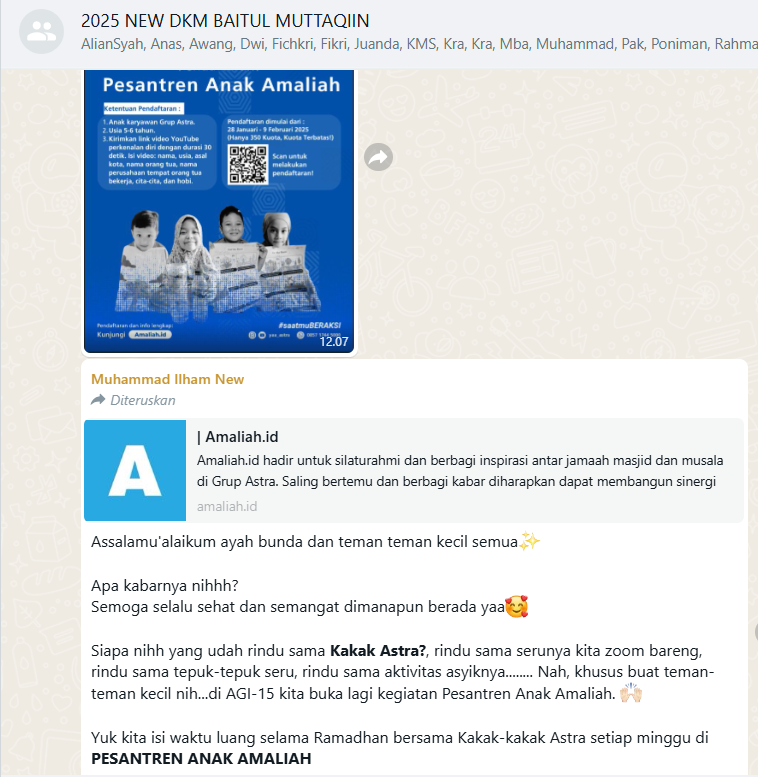 2025 NEW DKM BAITUL MUTTAQIIN
AlianSyah, Anas, Awang, Dwi, Fichkri, Fikri, Juanda, KMS, Kra, Kra, Mba, Muhammad, Pak, Poniman, Rahma
Pesantren Anak Amaliah
Ketentuan Pendaftaran :
1. Anak karyawan Grup Astra.
2. Usia 5-6 tahun.
3. Kirimkan link video YouTube
perkenalan diri dengan durasi 30
detik, isi video: nama, usia, asal
kota, nama orang tua, nama
perusahaan tempat orang tua
bekerja, cita-cita, dan hobi.
Pendaftaran dimulai dari :
28 Januari - 9 Februari 2025
(Hanya 350 Kuota, Kuota Terbatas!)
Scan untuk
melakukan
pendaftaran!
Pendaftaran dan info lengkap:
Kunjungi Amaliah.id
#saatmuBERAKSI
12.07
Muhammad Ilham New
Diteruskan
A
| Amaliah.id
Amaliah.id hadir untuk silaturahmi dan berbagi inspirasi antar jamaah masjid dan musala
di Grup Astra. Saling bertemu dan berbagi kabar diharapkan dapat membangun sinergi
amaliah.id
Assalamu'alaikum ayah bunda dan teman teman kecil semua✨
Apa kabarnya nihhh?
Semoga selalu sehat dan semangat dimanapun berada yaa🥰
Siapa nihh yang udah rindu sama Kakak Astra?, rindu sama serunya kita zoom bareng,
rindu sama tepuk-tepuk seru, rindu sama aktivitas asyiknya........ Nah, khusus buat teman-
teman kecil nih...di AGI-15 kita buka lagi kegiatan Pesantren Anak Amaliah. 🙌🏻
Yuk kita isi waktu luang selama Ramadhan bersama Kakak-kakak Astra setiap minggu di
PESANTREN ANAK AMALIAH